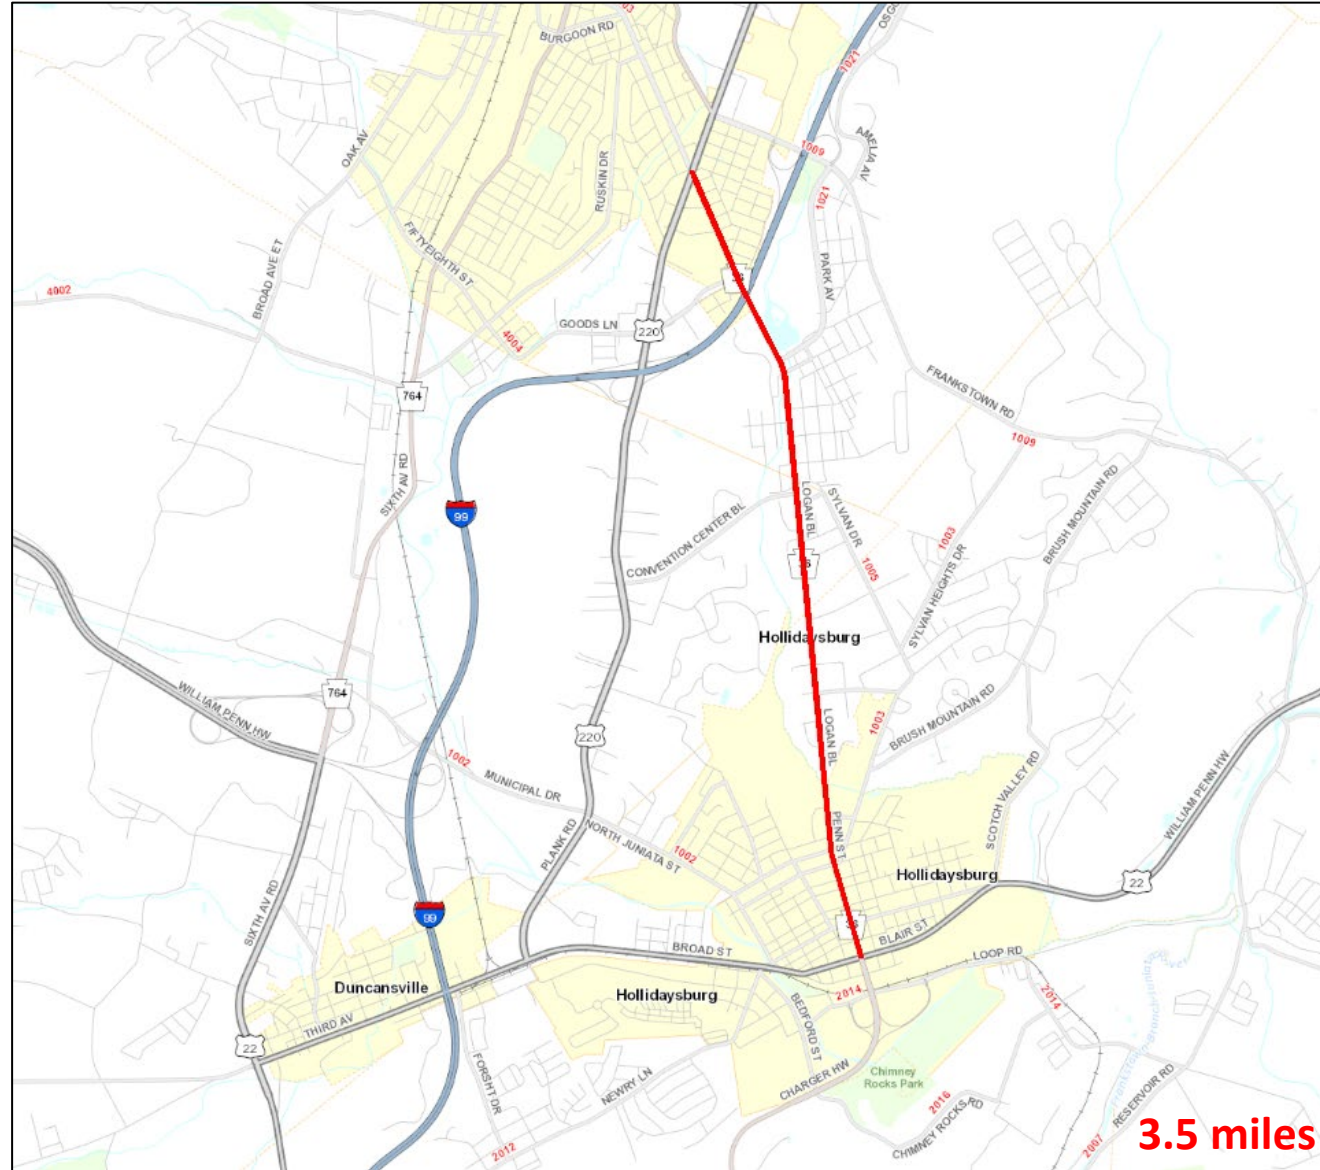 BURGOON RD
1021
OAK AV
1009
AMELIA AV
RUSKIN DR
1021
FIFTYEIGHTH ST
BROAD AVE ET
PARK AV
4002
GOODS LN
220
4004
764
FRANKSTOWN RD
1009
SIXTH AV RD
99
LOGAN BL
SYLVAN DR
CONVENTION CENTER BL
BRUSH MOUNTAIN RD
1003
1005
SYLVAN HEIGHTS DR
Hollidaysburg
764
WILLIAM PENN HW
1003
LOGAN BL
BRUSH MOUNTAIN RD
220
1002
MUNICIPAL DR
SCOTCH VALLEY RD
WILLIAM PENN HW
PLANK RD
NORTH JUNIATA ST
1002
PENN ST
Hollidaysburg
22
SIXTH AV RD
99
BROAD ST
BLAIR ST
LOOP RD
Duncansville
Hollidaysburg
2014
2014
THIRD AV
BEDFORD ST
22
FORSHT DR
NEWRY LN
CHARGER HW
Chimney
Rocks Park
2016
CHIMNEY ROCKS RD
RESERVOIR RD
2012
2007
3.5 miles